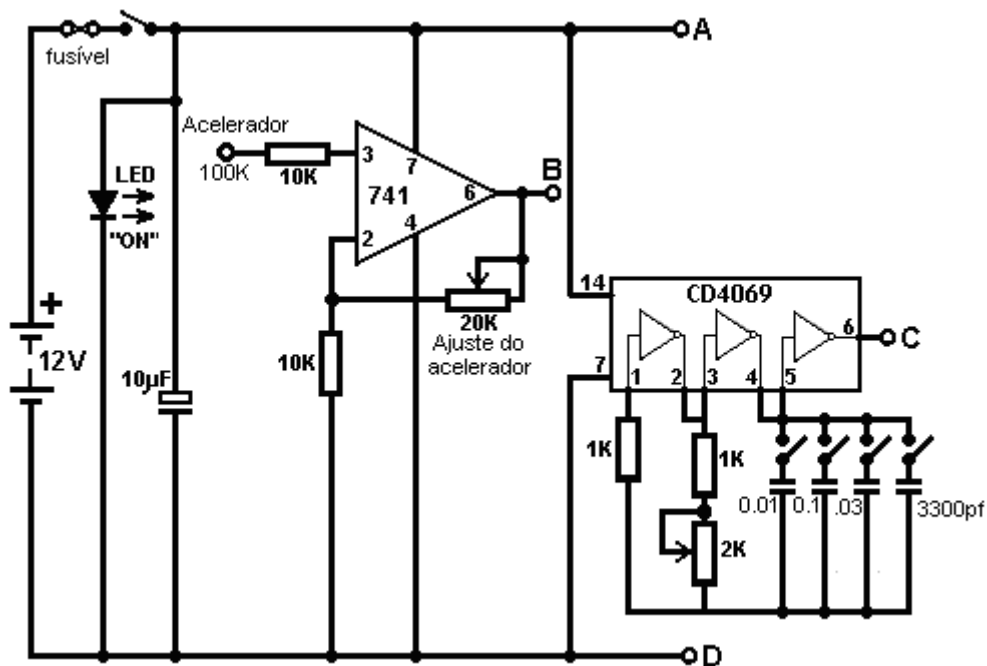 A
fusível
Acelerador
100K
10K
3
7
741
6
4
2
B
LED
"ON"
20K
Ajuste do
acelerador
10K
+
12V
10µF
14
CD4069
7
1
2
3
4
5
6
C
1K
1K
2K
0.01
0.1
.03
3300pf
D